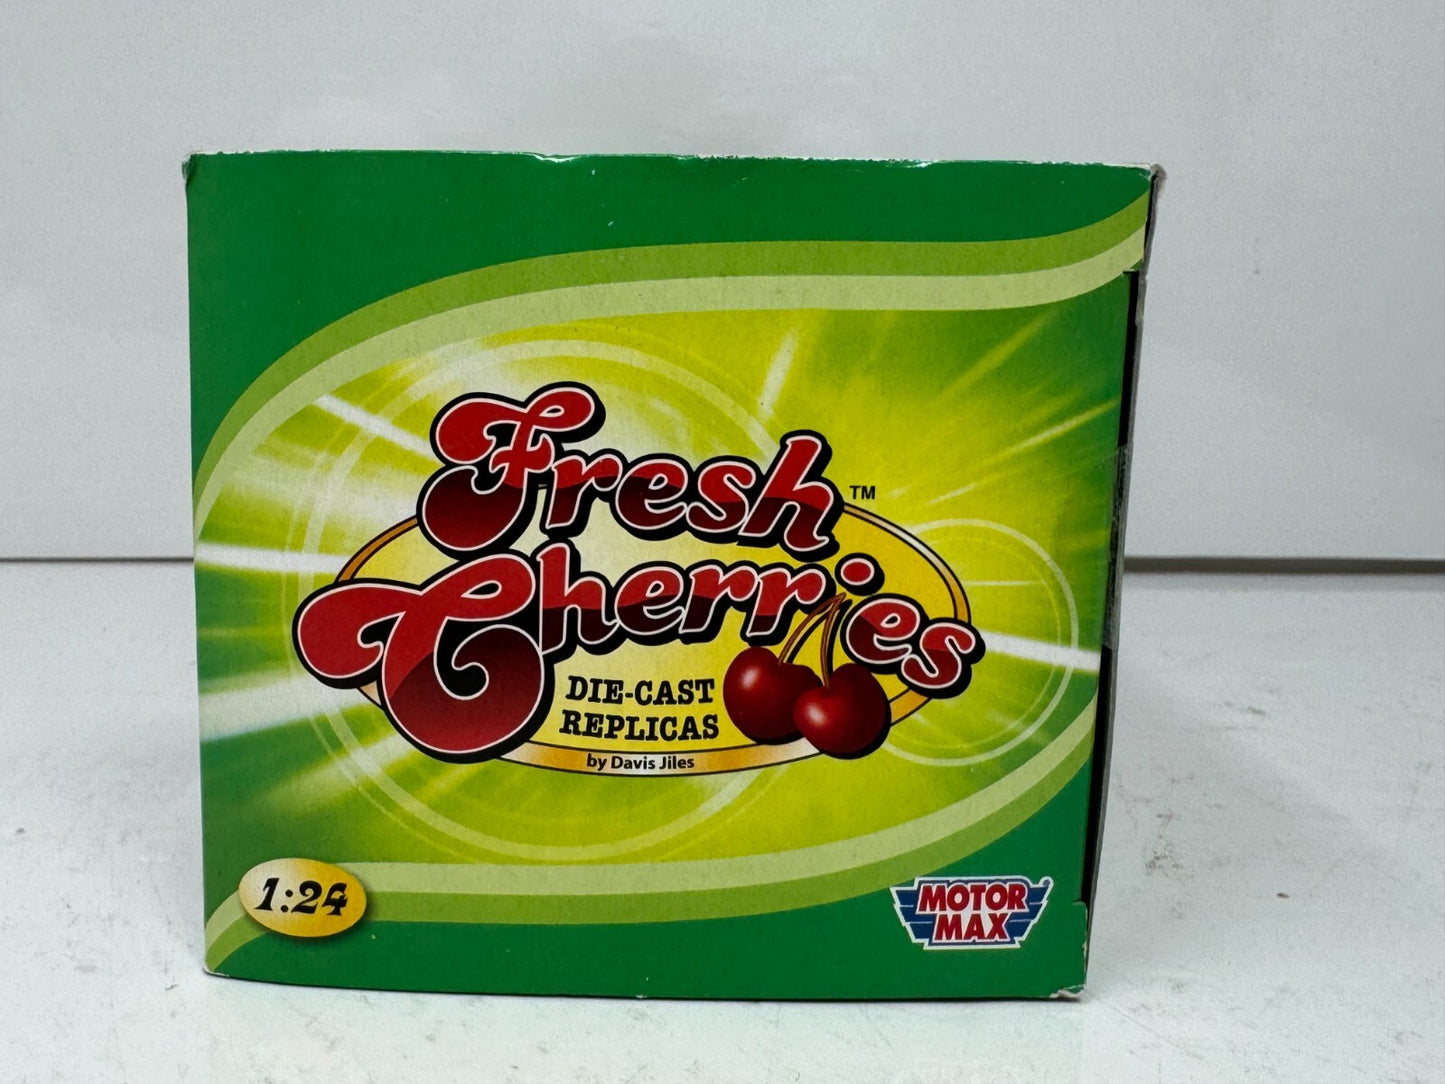 Fresh™
Cherries
DIE-CAST
REPLICAS
by Davis Jiles
1:24
MOTOR®
MAX